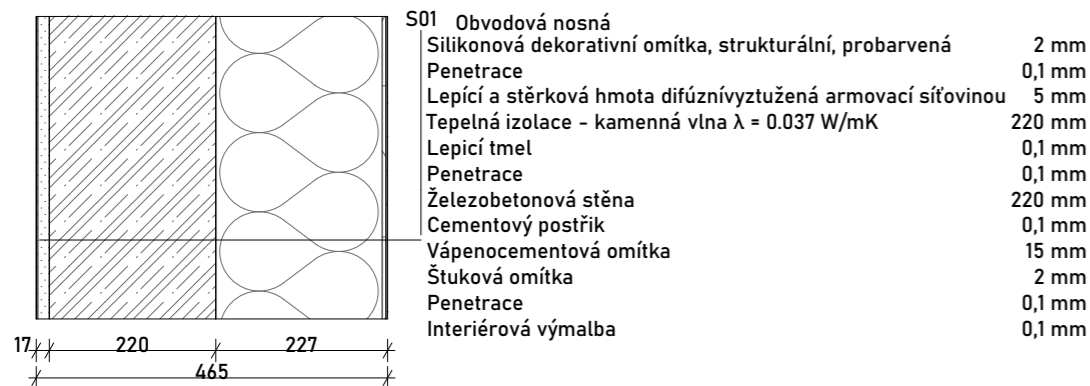 S01 Obvodová nosná
Silikonová dekorativní omítka, strukturální, probarvená 2 mm
Penetrace 0,1 mm
Lepící a stěrková hmota difúznívyztužená armovací síťovinou 5 mm
Tepelná izolace - kamenná vlna λ = 0.037 W/mK 220 mm
Lepicí tmel 0,1 mm
Penetrace 0,1 mm
Železobetonová stěna 220 mm
Cementový postřik 0,1 mm
Vápenocementová omítka 15 mm
Štuková omítka 2 mm
Penetrace 0,1 mm
Interiérová výmalba 0,1 mm
17 220 227
465